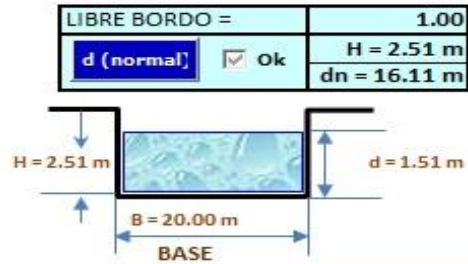 LIBRE BORDO = 1.00
d (normal) Ok H = 2.51 m
dn = 16.11 m
H = 2.51 m d = 1.51 m
B = 20.00 m
BASE